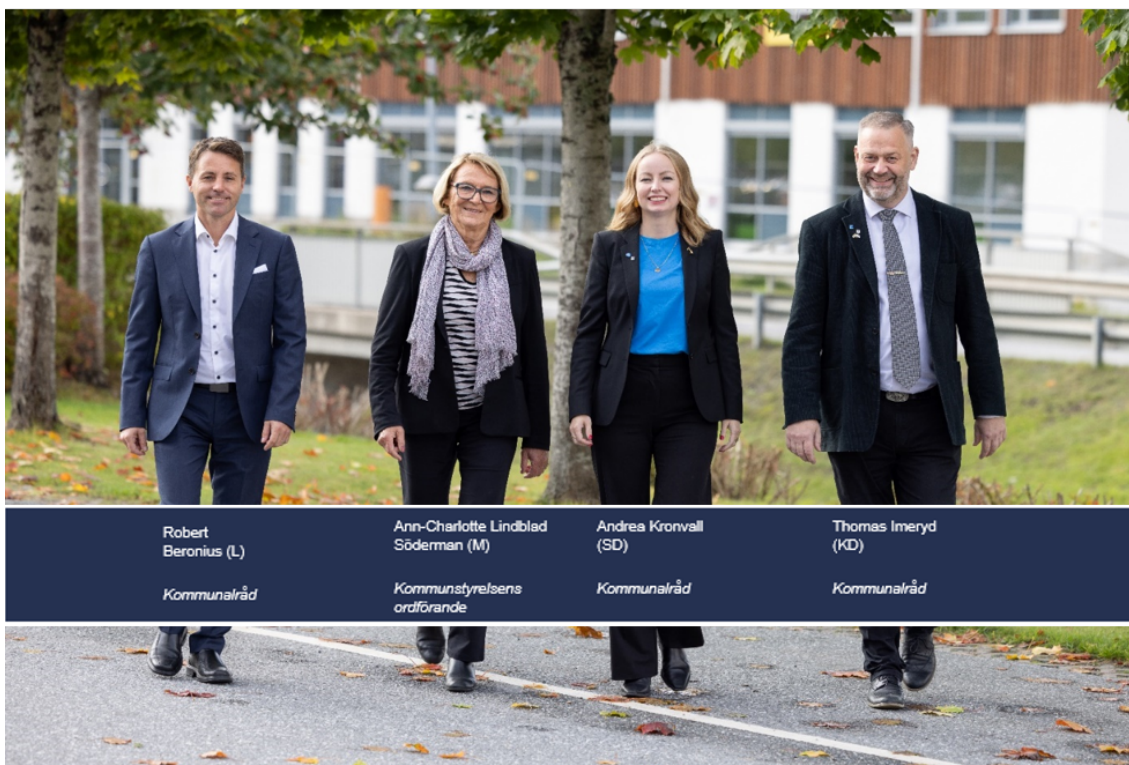 Robert
Beronius (L)
Kommunalråd
Ann-Charlotte Lindblad
Söderman (M)
Kommunstyrelsens
ordförande
Andrea Kronvall
(SD)
Kommunalråd
Thomas Imeryd
(KD)
Kommunalråd